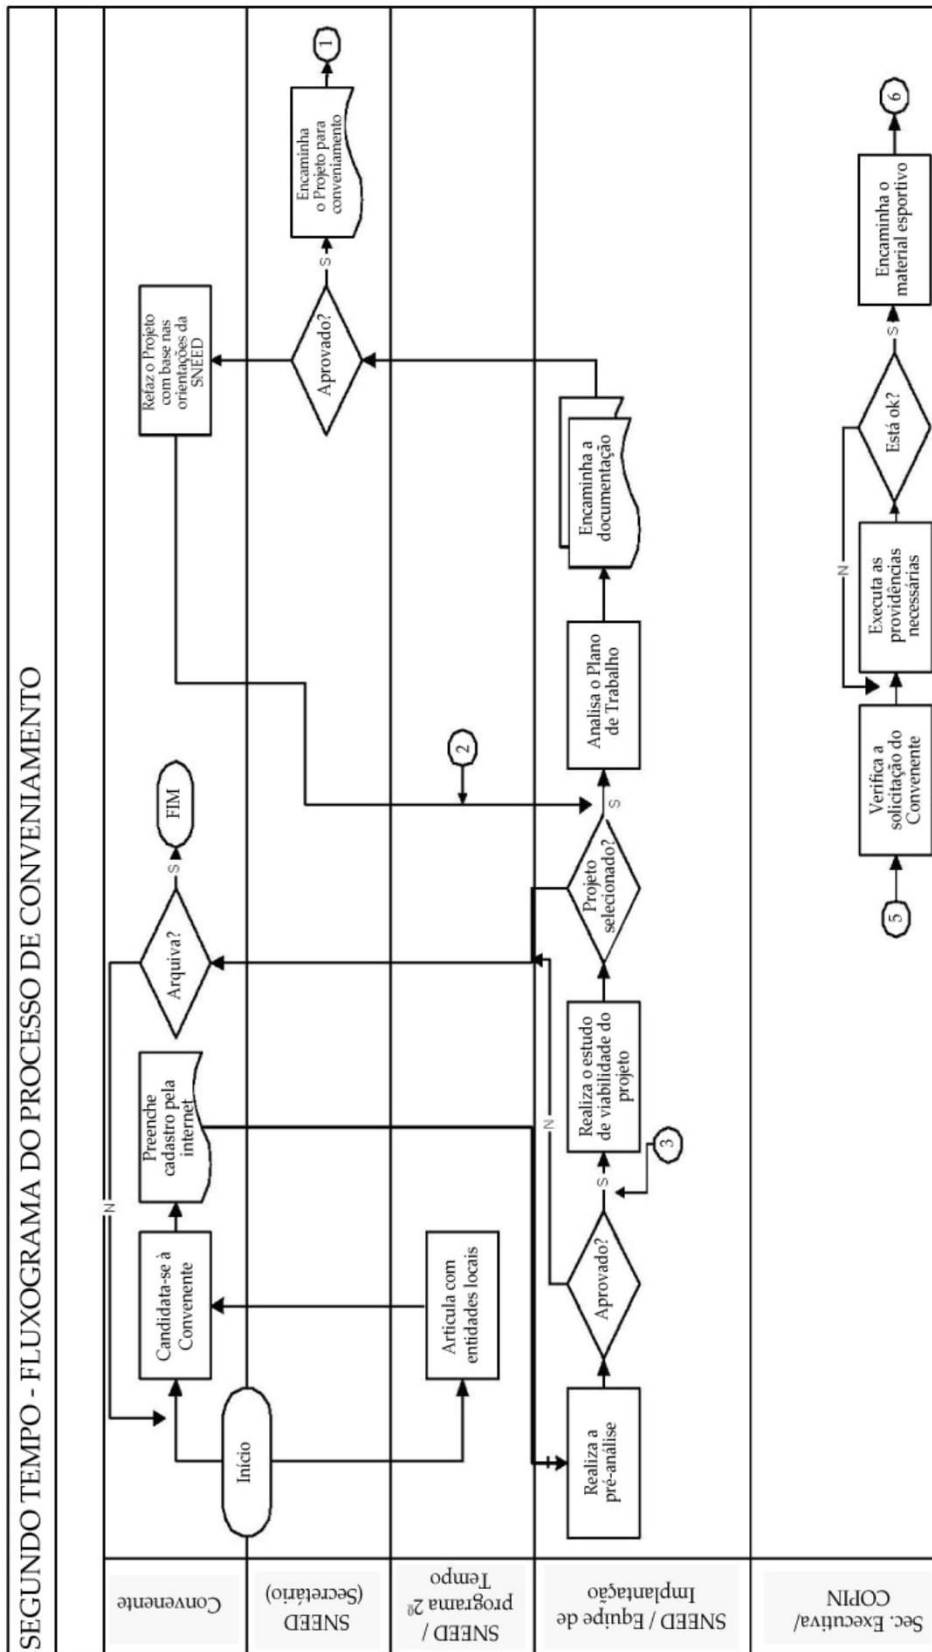 SEGUNDO TEMPO - FLUXOGRAMA DO PROCESSO DE CONVENIAMENTO
Convenente
Início
Candidata-se à
Convenente
Preenche
cadastro pela
internet
N
Arquiva?
S
FIM
Refaz o Projeto
com base nas
orientações da
SNEED
SNEED
(Secretário)
Aprovado?
S
Encaminha
o Projeto para
conveniamento
1
SNEED /
programa 2º
Tempo
Articula com
entidades locais
2
SNEED / Equipe de
Implantação
Realiza a
pré-análise
Aprovado?
N
S
3
Realiza o estudo
de viabilidade do
projeto
Projeto
selecionado?
S
Analisa o Plano
de Trabalho
Encaminha a
documentação
Sec. Executiva/
COPIN
5
Verifica a
solicitação do
Convenente
Executa as
providências
necessárias
N
Está ok?
S
Encaminha o
material esportivo
6